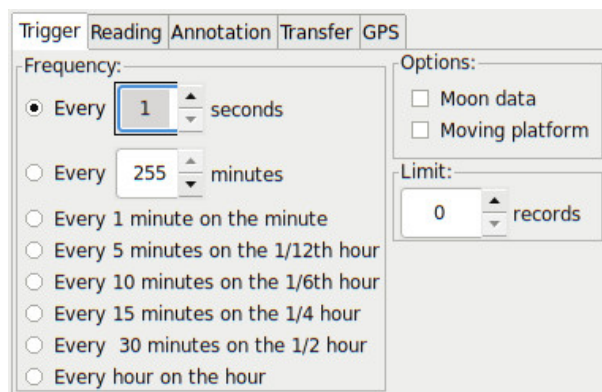 Trigger Reading Annotation Transfer GPS
Frequency:
Every 1 seconds
Every 255 minutes
Every 1 minute on the minute
Every 5 minutes on the 1/12th hour
Every 10 minutes on the 1/6th hour
Every 15 minutes on the 1/4 hour
Every 30 minutes on the 1/2 hour
Every hour on the hour
Options:
Moon data
Moving platform
Limit:
0 records